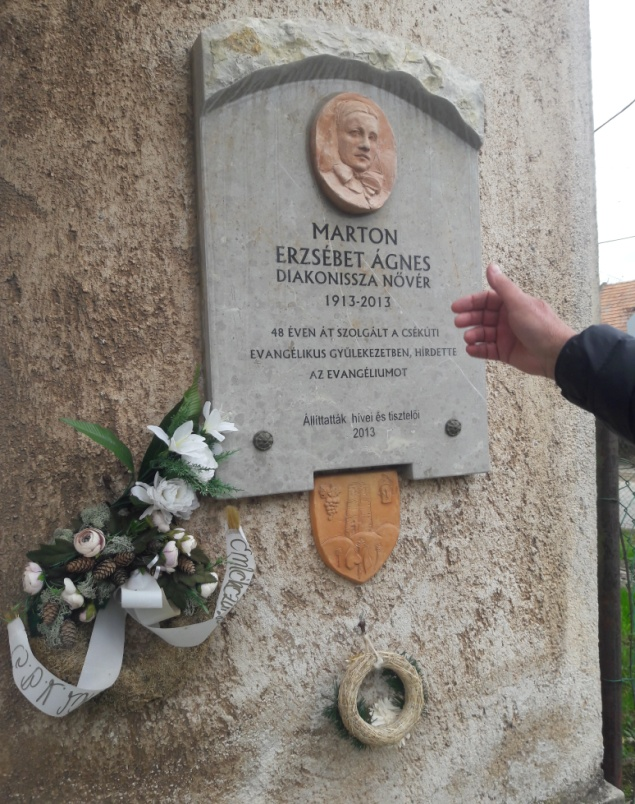 MARTON
ERZSÉBET ÁGNES
DIAKONISSZA NŐVÉR
1913-2013
48 ÉVEN ÁT SZOLGÁLT A CSÉKÚTI
EVANGÉLIKUS GYÜLEKEZETBEN, HIRDETTE
AZ EVANGÉLIUMOT
Állíttatták hívei és tisztelői
2013